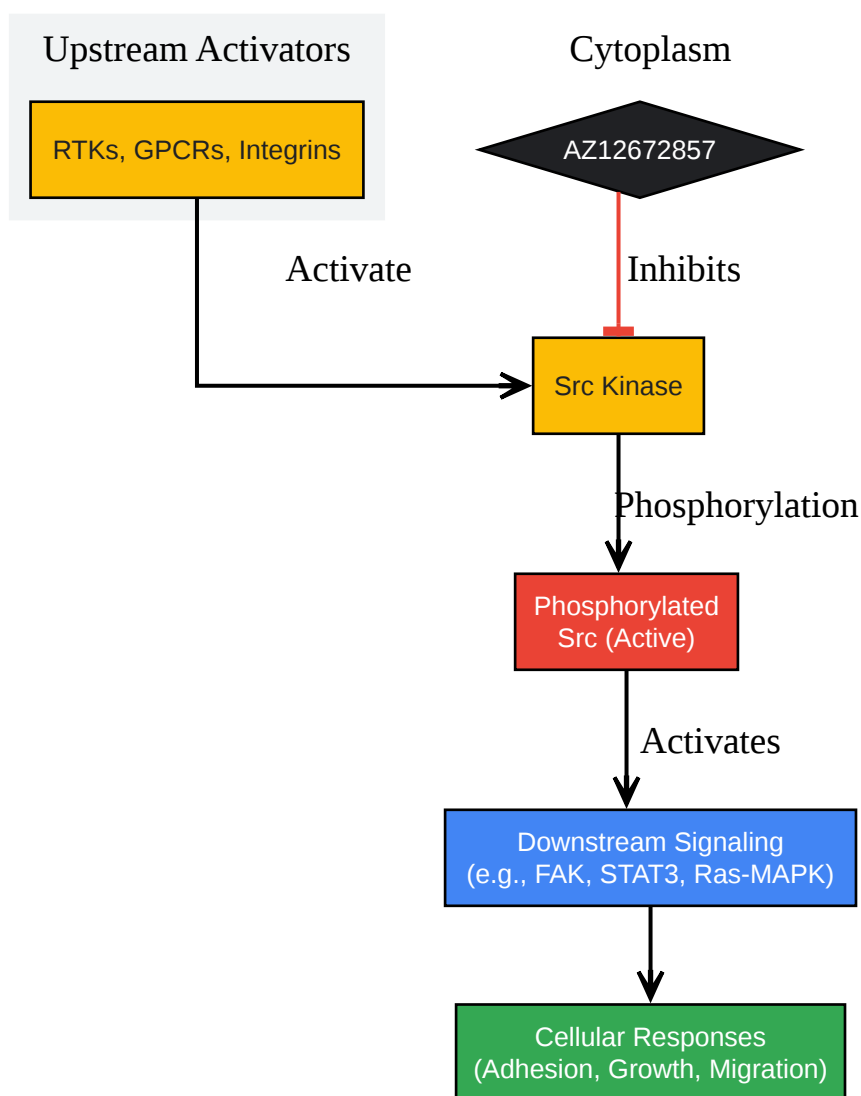 Upstream Activators
Cytoplasm
RTKs, GPCRs, Integrins
AZ12672857
Activate
Inhibits
Src Kinase
Phosphorylation
Phosphorylated
Src (Active)
Activates
Downstream Signaling
(e.g., FAK, STAT3, Ras-MAPK)
Cellular Responses
(Adhesion, Growth, Migration)